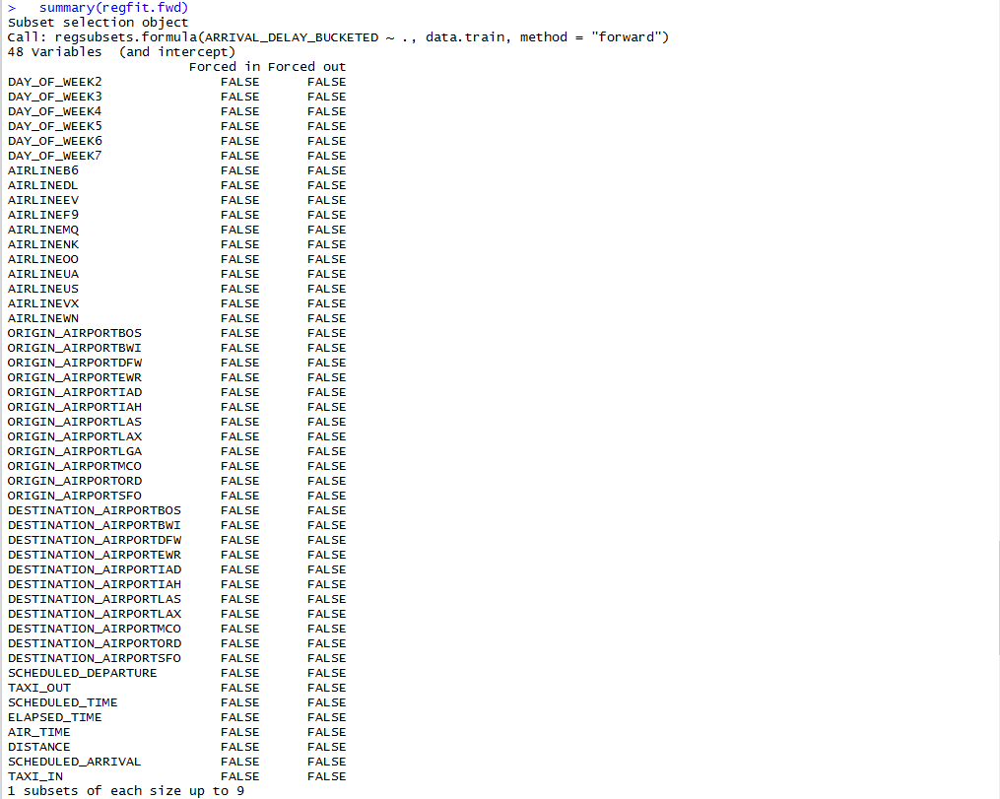 >   summary(regfit.fwd)
Subset selection object
Call: regsubsets.formula(ARRIVAL_DELAY_BUCKETED ~ ., data.train, method = "forward")
48 Variables  (and intercept)
                        Forced in Forced out
DAY_OF_WEEK2                FALSE      FALSE
DAY_OF_WEEK3                FALSE      FALSE
DAY_OF_WEEK4                FALSE      FALSE
DAY_OF_WEEK5                FALSE      FALSE
DAY_OF_WEEK6                FALSE      FALSE
DAY_OF_WEEK7                FALSE      FALSE
AIRLINEB6                   FALSE      FALSE
AIRLINEDL                   FALSE      FALSE
AIRLINEEV                   FALSE      FALSE
AIRLINEF9                   FALSE      FALSE
AIRLINEMQ                   FALSE      FALSE
AIRLINENK                   FALSE      FALSE
AIRLINEOO                   FALSE      FALSE
AIRLINEUA                   FALSE      FALSE
AIRLINEUS                   FALSE      FALSE
AIRLINEVX                   FALSE      FALSE
AIRLINEWN                   FALSE      FALSE
ORIGIN_AIRPORTBOS           FALSE      FALSE
ORIGIN_AIRPORTBWI           FALSE      FALSE
ORIGIN_AIRPORTDFW           FALSE      FALSE
ORIGIN_AIRPORTEWR           FALSE      FALSE
ORIGIN_AIRPORTIAD           FALSE      FALSE
ORIGIN_AIRPORTIAH           FALSE      FALSE
ORIGIN_AIRPORTLAS           FALSE      FALSE
ORIGIN_AIRPORTLAX           FALSE      FALSE
ORIGIN_AIRPORTLGA           FALSE      FALSE
ORIGIN_AIRPORTMCO           FALSE      FALSE
ORIGIN_AIRPORTORD           FALSE      FALSE
ORIGIN_AIRPORTSFO           FALSE      FALSE
DESTINATION_AIRPORTBOS      FALSE      FALSE
DESTINATION_AIRPORTBWI      FALSE      FALSE
DESTINATION_AIRPORTDFW      FALSE      FALSE
DESTINATION_AIRPORTEWR      FALSE      FALSE
DESTINATION_AIRPORTIAD      FALSE      FALSE
DESTINATION_AIRPORTIAH      FALSE      FALSE
DESTINATION_AIRPORTLAS      FALSE      FALSE
DESTINATION_AIRPORTLAX      FALSE      FALSE
DESTINATION_AIRPORTMCO      FALSE      FALSE
DESTINATION_AIRPORTORD      FALSE      FALSE
DESTINATION_AIRPORTSFO      FALSE      FALSE
SCHEDULED_DEPARTURE         FALSE      FALSE
TAXI_OUT                    FALSE      FALSE
SCHEDULED_TIME              FALSE      FALSE
ELAPSED_TIME                FALSE      FALSE
AIR_TIME                    FALSE      FALSE
DISTANCE                    FALSE      FALSE
SCHEDULED_ARRIVAL           FALSE      FALSE
TAXI_IN                     FALSE      FALSE
1 subsets of each size up to 9